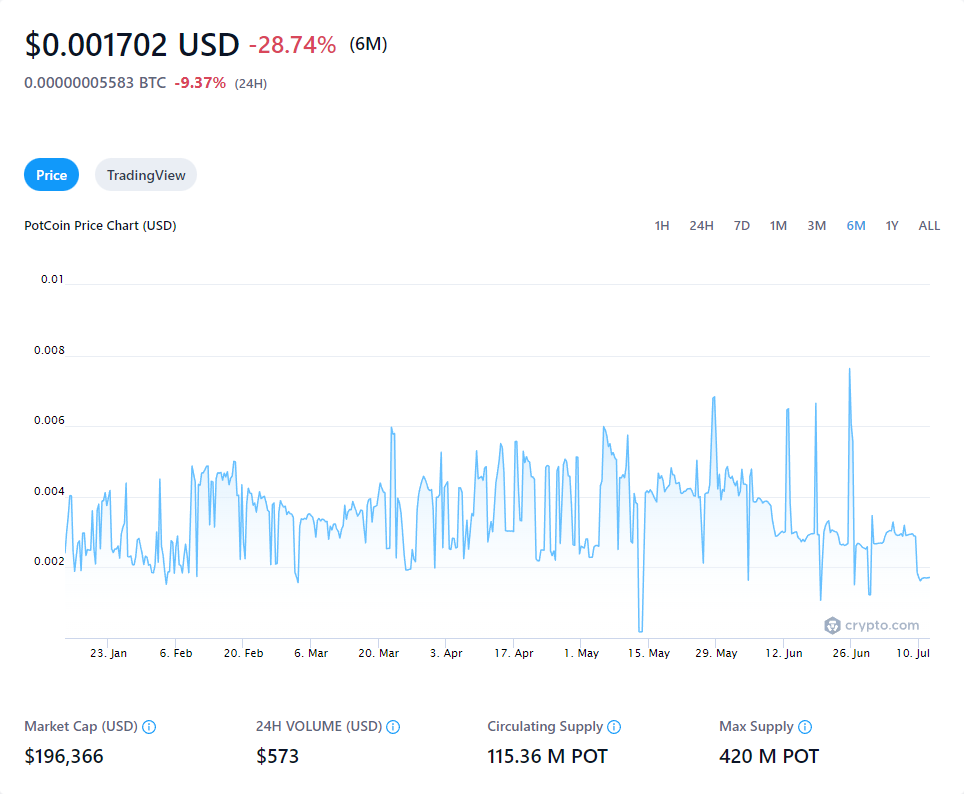 $0.001702 USD -28.74% (6M)
0.00000005583 BTC -9.37% (24H)
Price TradingView
PotCoin Price Chart (USD) 1H 24H 7D 1M 3M 6M 1Y ALL
0.01
0.008
0.006
0.004
0.002
crypto.com
23. Jan 6. Feb 20. Feb 6. Mar 20. Mar 3. Apr 17. Apr 1. May 15. May 29. May 12. Jun 26. Jun 10. Jul
Market Cap (USD) 24H VOLUME (USD) Circulating Supply Max Supply
$196,366 $573 115.36 M POT 420 M POT